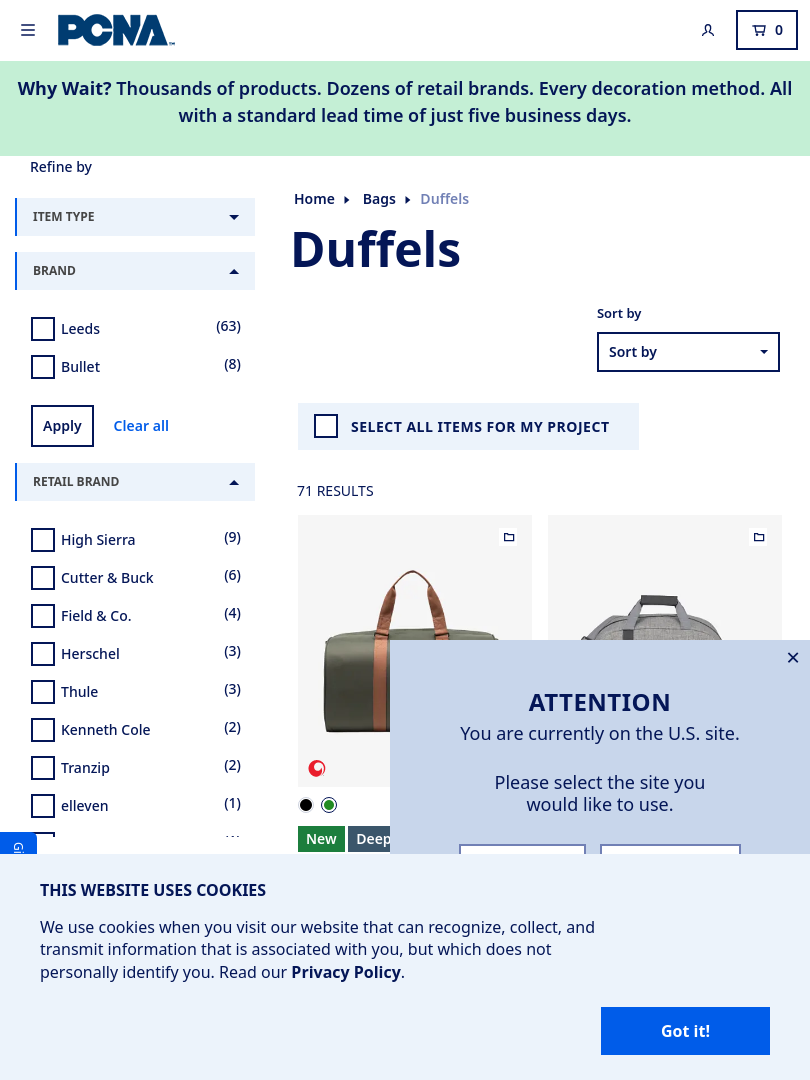 PCNA
0
Why Wait? Thousands of products. Dozens of retail brands. Every decoration method. All
with a standard lead time of just five business days.
Refine by
ITEM TYPE
BRAND
Leeds (63)
Bullet (8)
Apply Clear all
RETAIL BRAND
High Sierra (9)
Cutter & Buck (6)
Field & Co. (4)
Herschel (3)
Thule (3)
Kenneth Cole (2)
Tranzip (2)
elleven (1)
Home Bags Duffels
Duffels
Sort by
Sort by
SELECT ALL ITEMS FOR MY PROJECT
71 RESULTS
New Deep
ATTENTION
You are currently on the U.S. site.
Please select the site you
would like to use.
THIS WEBSITE USES COOKIES
We use cookies when you visit our website that can recognize, collect, and
transmit information that is associated with you, but which does not
personally identify you. Read our Privacy Policy.
Got it!